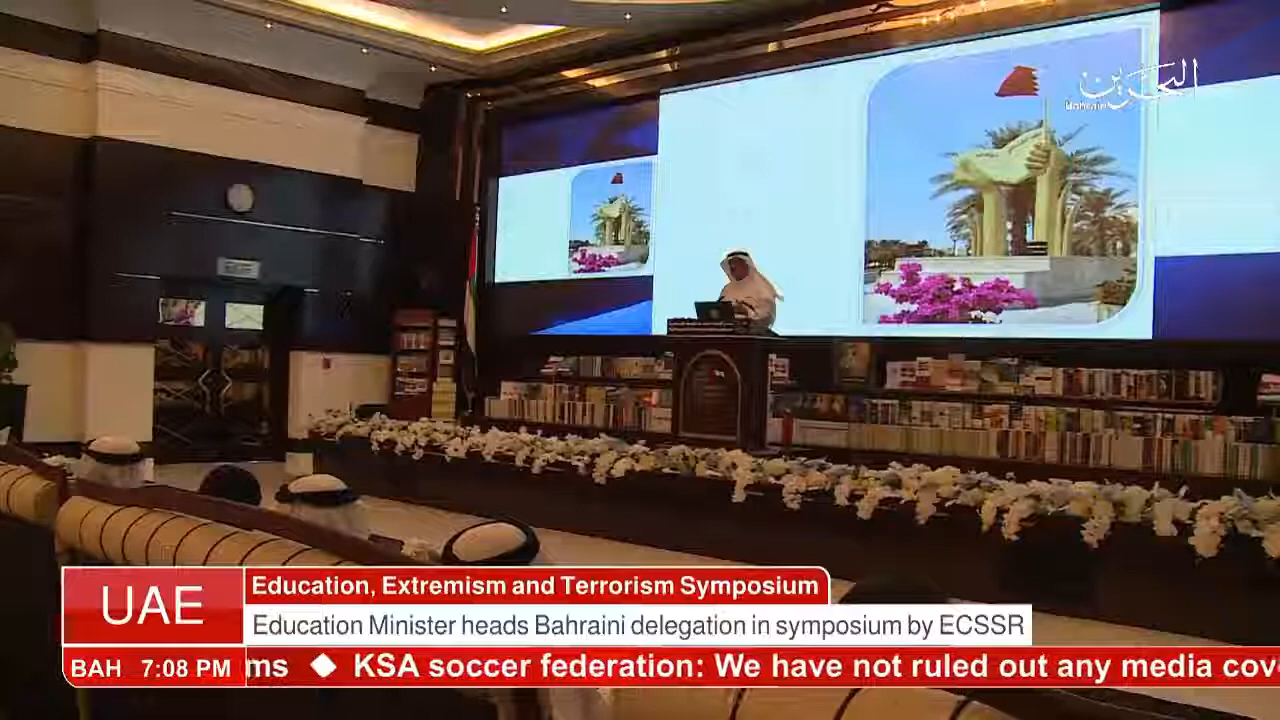 البحرين
Bahrain
UAE
Education, Extremism and Terrorism Symposium
Education Minister heads Bahraini delegation in symposium by ECSSR
BAH 7:08 PM
ms ◆ KSA soccer federation: We have not ruled out any media cov